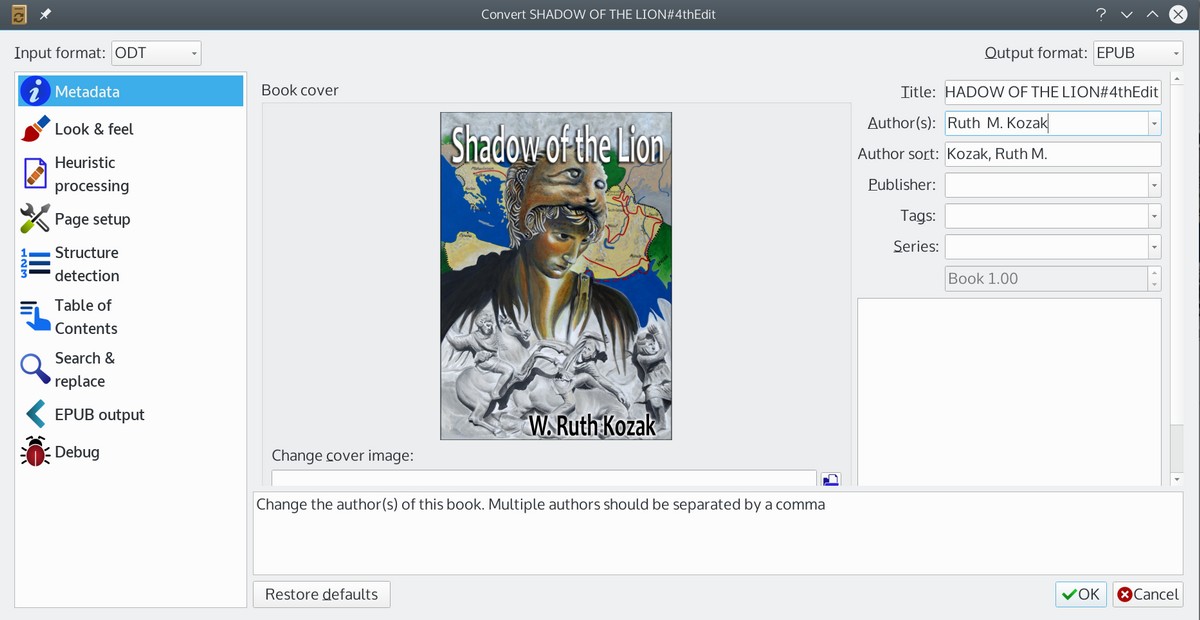 Convert SHADOW OF THE LION#4thEdit
Input format: ODT
Output format: EPUB
Metadata
Look & feel
Heuristic
processing
Page setup
1
2
3
Structure
detection
Table of
Contents
Search &
replace
EPUB output
Debug
Book cover
Shadow of the Lion
W. Ruth Kozak
Change cover image:
Title: HADOW OF THE LION#4thEdit
Author(s): Ruth  M. Kozak
Author sort: Kozak, Ruth M.
Publisher:
Tags:
Series:
Book 1.00
Change the author(s) of this book. Multiple authors should be separated by a comma
Restore defaults
OK
Cancel